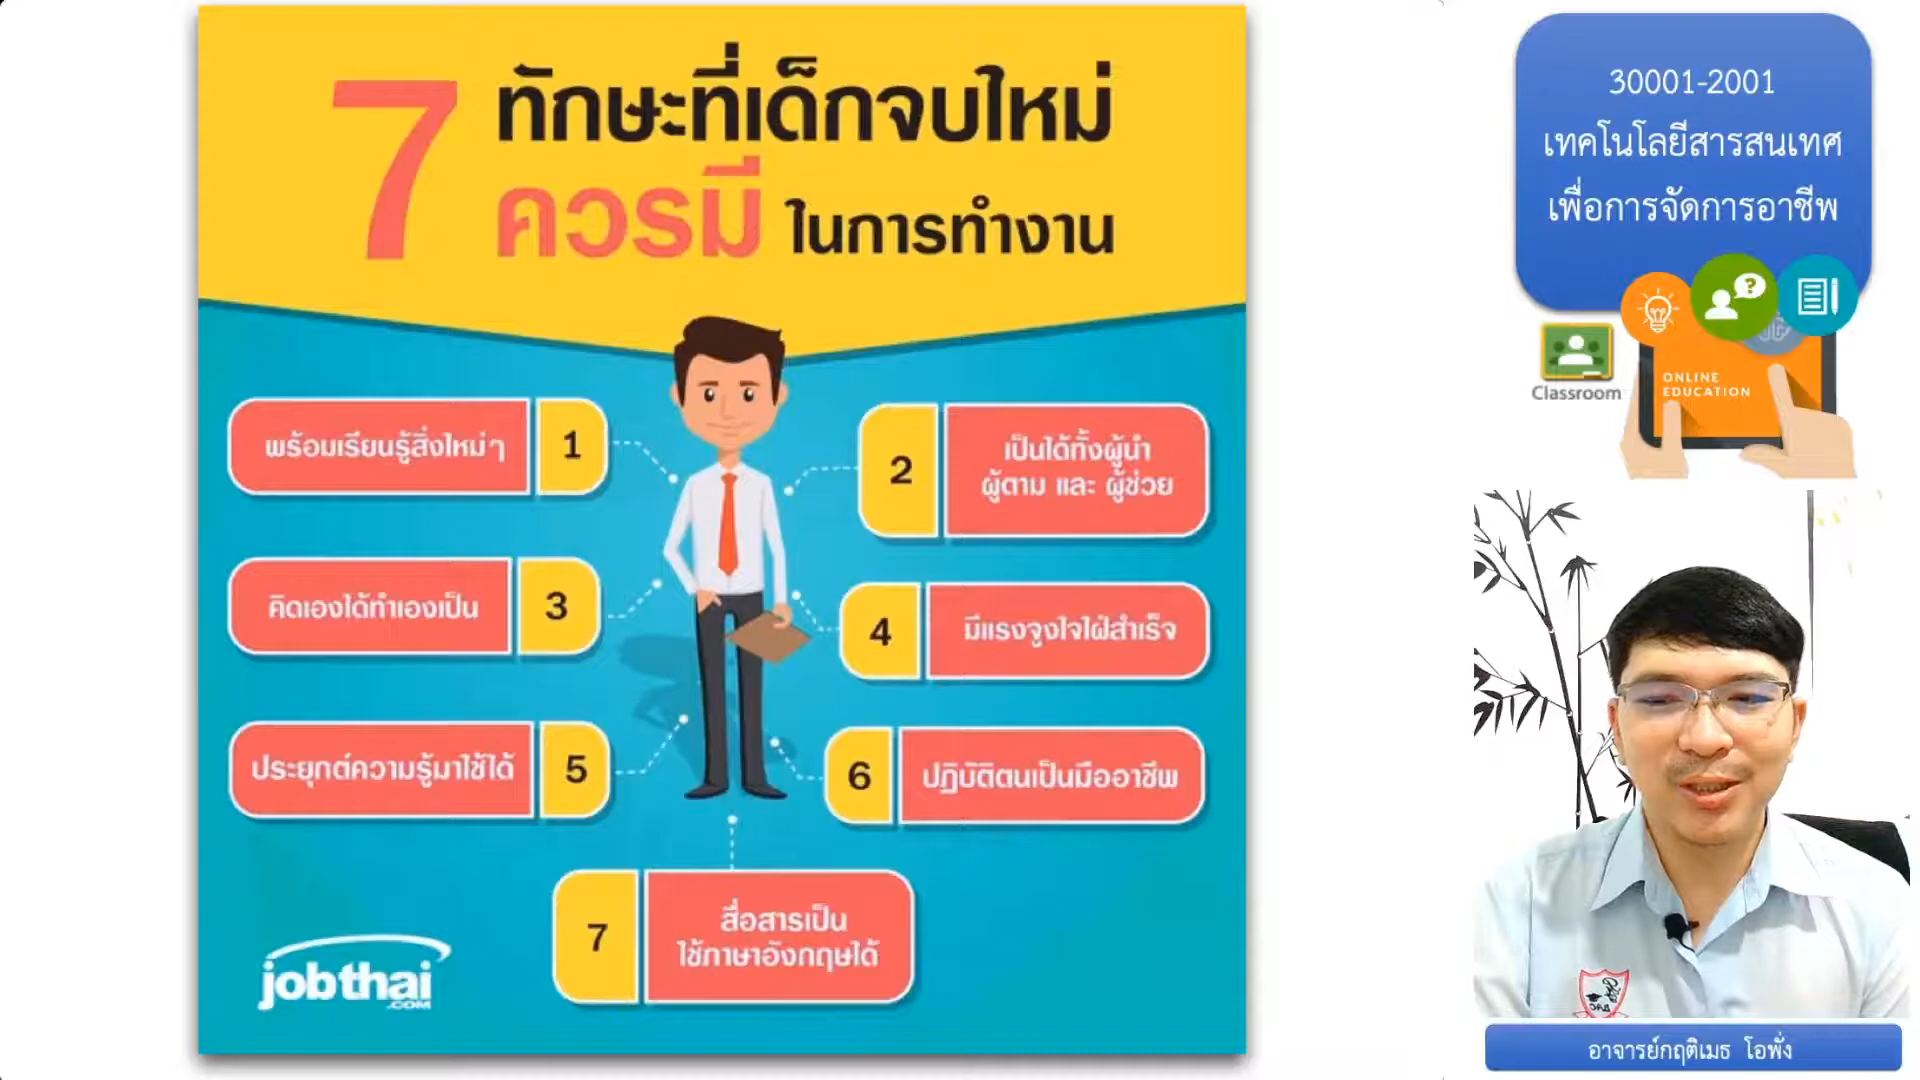 7 ทักษะที่เด็กจบใหม่
ควรมี ในการทำงาน
พร้อมเรียนรู้สิ่งใหม่ๆ
1
2
เป็นได้ทั้งผู้นำ
ผู้ตาม และ ผู้ช่วย
คิดเองได้ทำเองเป็น
3
4
มีแรงจูงใจใฝ่สำเร็จ
ประยุกต์ความรู้มาใช้ได้
5
6
ปฏิบัติตนเป็นมืออาชีพ
7
สื่อสารเป็น
ใช้ภาษาอังกฤษได้
jobthai
.COM
30001-2001
เทคโนโลยีสารสนเทศ
เพื่อการจัดการอาชีพ
?
Classroom
ONLINE
EDUCATION
อาจารย์กฤติเมธ โอพั่ง